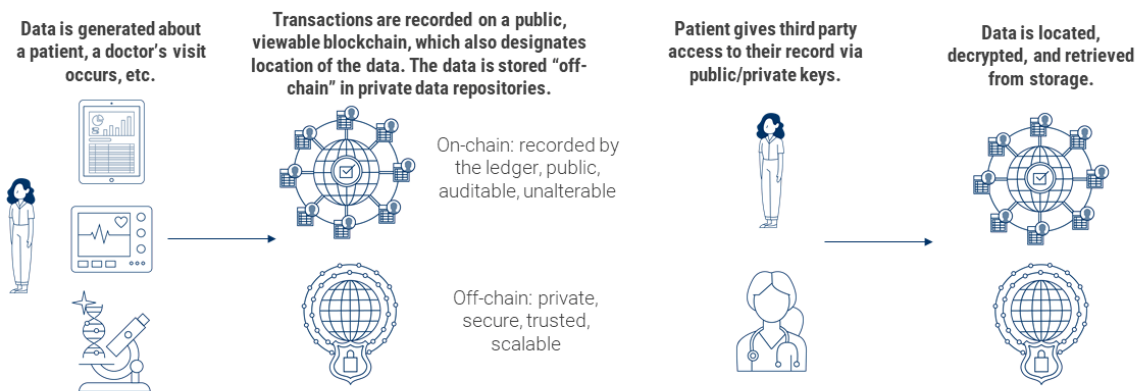 Data is generated about
a patient, a doctor's visit
occurs, etc.
Transactions are recorded on a public,
viewable blockchain, which also designates
location of the data. The data is stored “off-
chain” in private data repositories.
On-chain: recorded by
the ledger, public,
auditable, unalterable
Off-chain: private,
secure, trusted,
scalable
Patient gives third party
access to their record via
public/private keys.
Data is located,
decrypted, and retrieved
from storage.